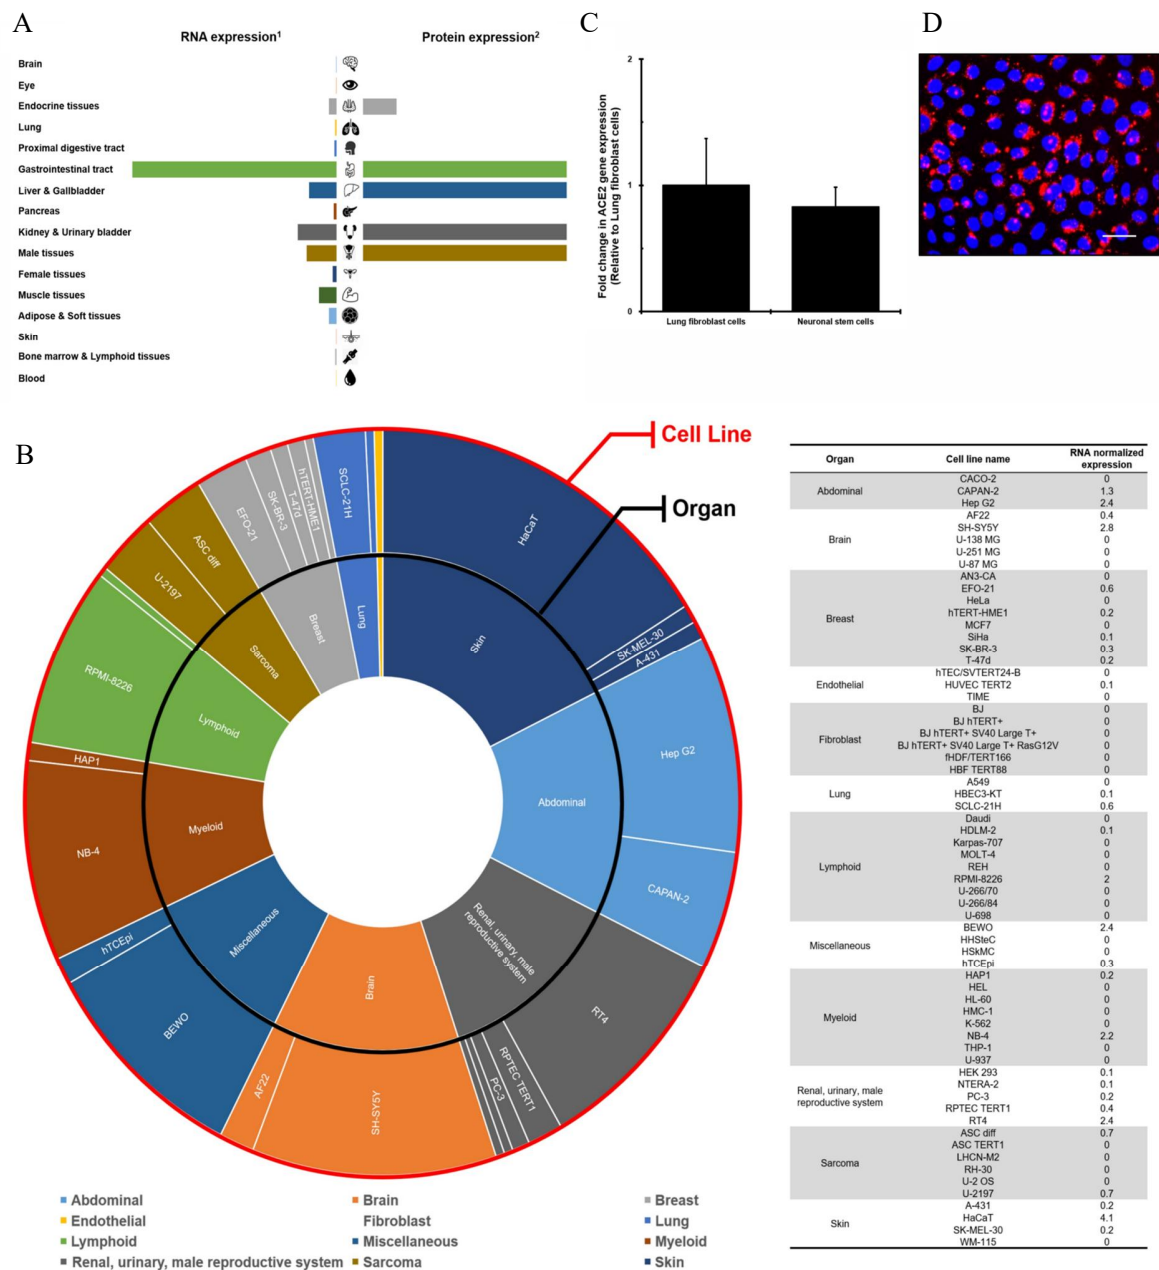 A
RNA expression1
Protein expression2
Brain
Eye
Endocrine tissues
Lung
Proximal digestive tract
Gastrointestinal tract
Liver & Gallbladder
Pancreas
Kidney & Urinary bladder
Male tissues
Female tissues
Muscle tissues
Adipose & Soft tissues
Skin
Bone marrow & Lymphoid tissues
Blood
C
Fold change in ACE2 gene expression
(Relative to Lung fibroblast cells)
2
1
0
Lung fibroblast cells
Neuronal stem cells
D
B
Cell Line
Organ
HaCaT
SK-MEL-30
A-431
Hep G2
CAPAN-2
RT4
RPTEC TERT1
PC-3
SH-SY5Y
AF22
BEWO
hTCEpi
NB-4
HAP1
RPMI-8226
U-2197
ASC diff
EFO-21
SK-BR-3
T-47d
hTERT-HME1
SCLC-21H
Skin
Abdominal
Renal, urinary, male
reproductive system
Brain
Miscellaneous
Myeloid
Lymphoid
Sarcoma
Breast
Lung
Abdominal
Brain
Breast
Endothelial
Fibroblast
Lung
Lymphoid
Miscellaneous
Myeloid
Renal, urinary, male reproductive system
Sarcoma
Skin
Organ Cell line name RNA normalized
expression
Abdominal
CACO-2 0
CAPAN-2 1.3
Hep G2 2.4
Brain
AF22 0.4
SH-SY5Y 2.8
U-138 MG 0
U-251 MG 0
U-87 MG 0
Breast
AN3-CA 0
EFO-21 0.6
HeLa 0
hTERT-HME1 0.2
MCF7 0
SiHa 0.1
SK-BR-3 0.3
T-47d 0.2
Endothelial
hTEC/SVTERT24-B 0
HUVEC TERT2 0.1
TIME 0
Fibroblast
BJ 0
BJ hTERT+ 0
BJ hTERT+ SV40 Large T+ 0
BJ hTERT+ SV40 Large T+ RasG12V 0
fHDF/TERT166 0
HBF TERT88 0
Lung
A549 0
HBEC3-KT 0.1
SCLC-21H 0.6
Lymphoid
Daudi 0
HDLM-2 0.1
Karpas-707 0
MOLT-4 0
REH 0
RPMI-8226 2
U-266/70 0
U-266/84 0
U-698 0
Miscellaneous
BEWO 2.4
HHSteC 0
HSkMC 0
hTCEpi 0.3
Myeloid
HAP1 0.2
HEL 0
HL-60 0
HMC-1 0
K-562 0
NB-4 2.2
THP-1 0
U-937 0
Renal, urinary, male
reproductive system
HEK 293 0.1
NTERA-2 0.1
PC-3 0.2
RPTEC TERT1 0.4
RT4 2.4
Sarcoma
ASC diff 0.7
ASC TERT1 0
LHCN-M2 0
RH-30 0
U-2 OS 0
U-2197 0.7
Skin
A-431 0.2
HaCaT 4.1
SK-MEL-30 0.2
WM-115 0